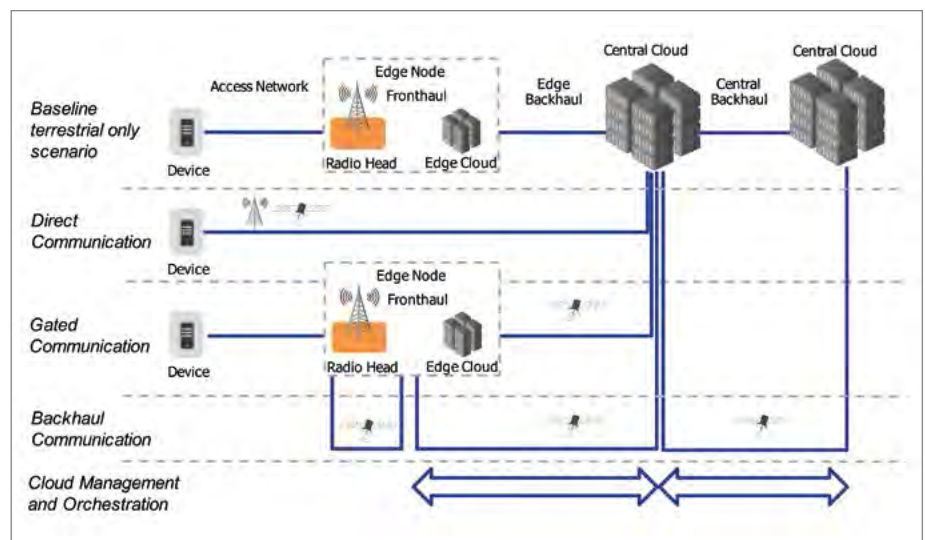 Central Cloud
Central Cloud
Edge Node
Access Network
Fronthaul
Edge
Backhaul
Central
Backhaul
Baseline
terrestrial only
scenario
Device
Radio Head
Edge Cloud
Direct
Communication
Device
Edge Node
Fronthaul
Gated
Communication
Device
Radio Head
Edge Cloud
Backhaul
Communication
Cloud Management
and Orchestration